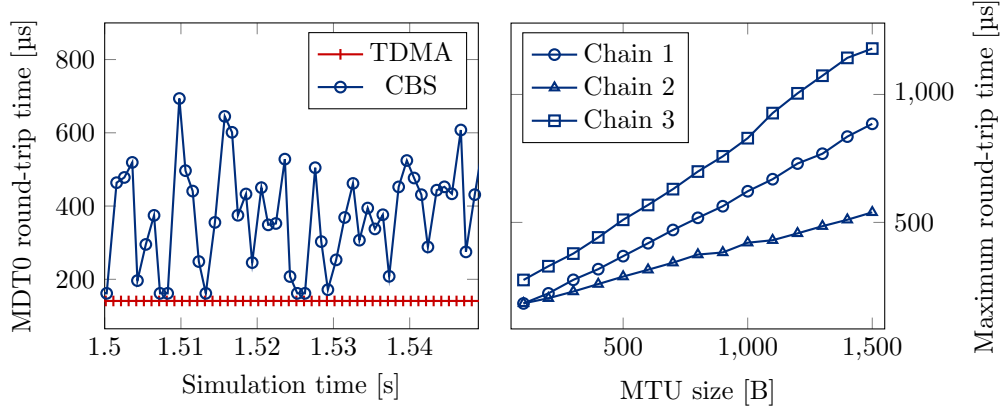 MDT0 round-trip time [µs]
800
600
400
200
1.5
1.51
1.52
1.53
1.54
Simulation time [s]
TDMA
CBS
Chain 1
Chain 2
Chain 3
500
1,000
1,500
MTU size [B]
1,000
500
Maximum round-trip time [µs]